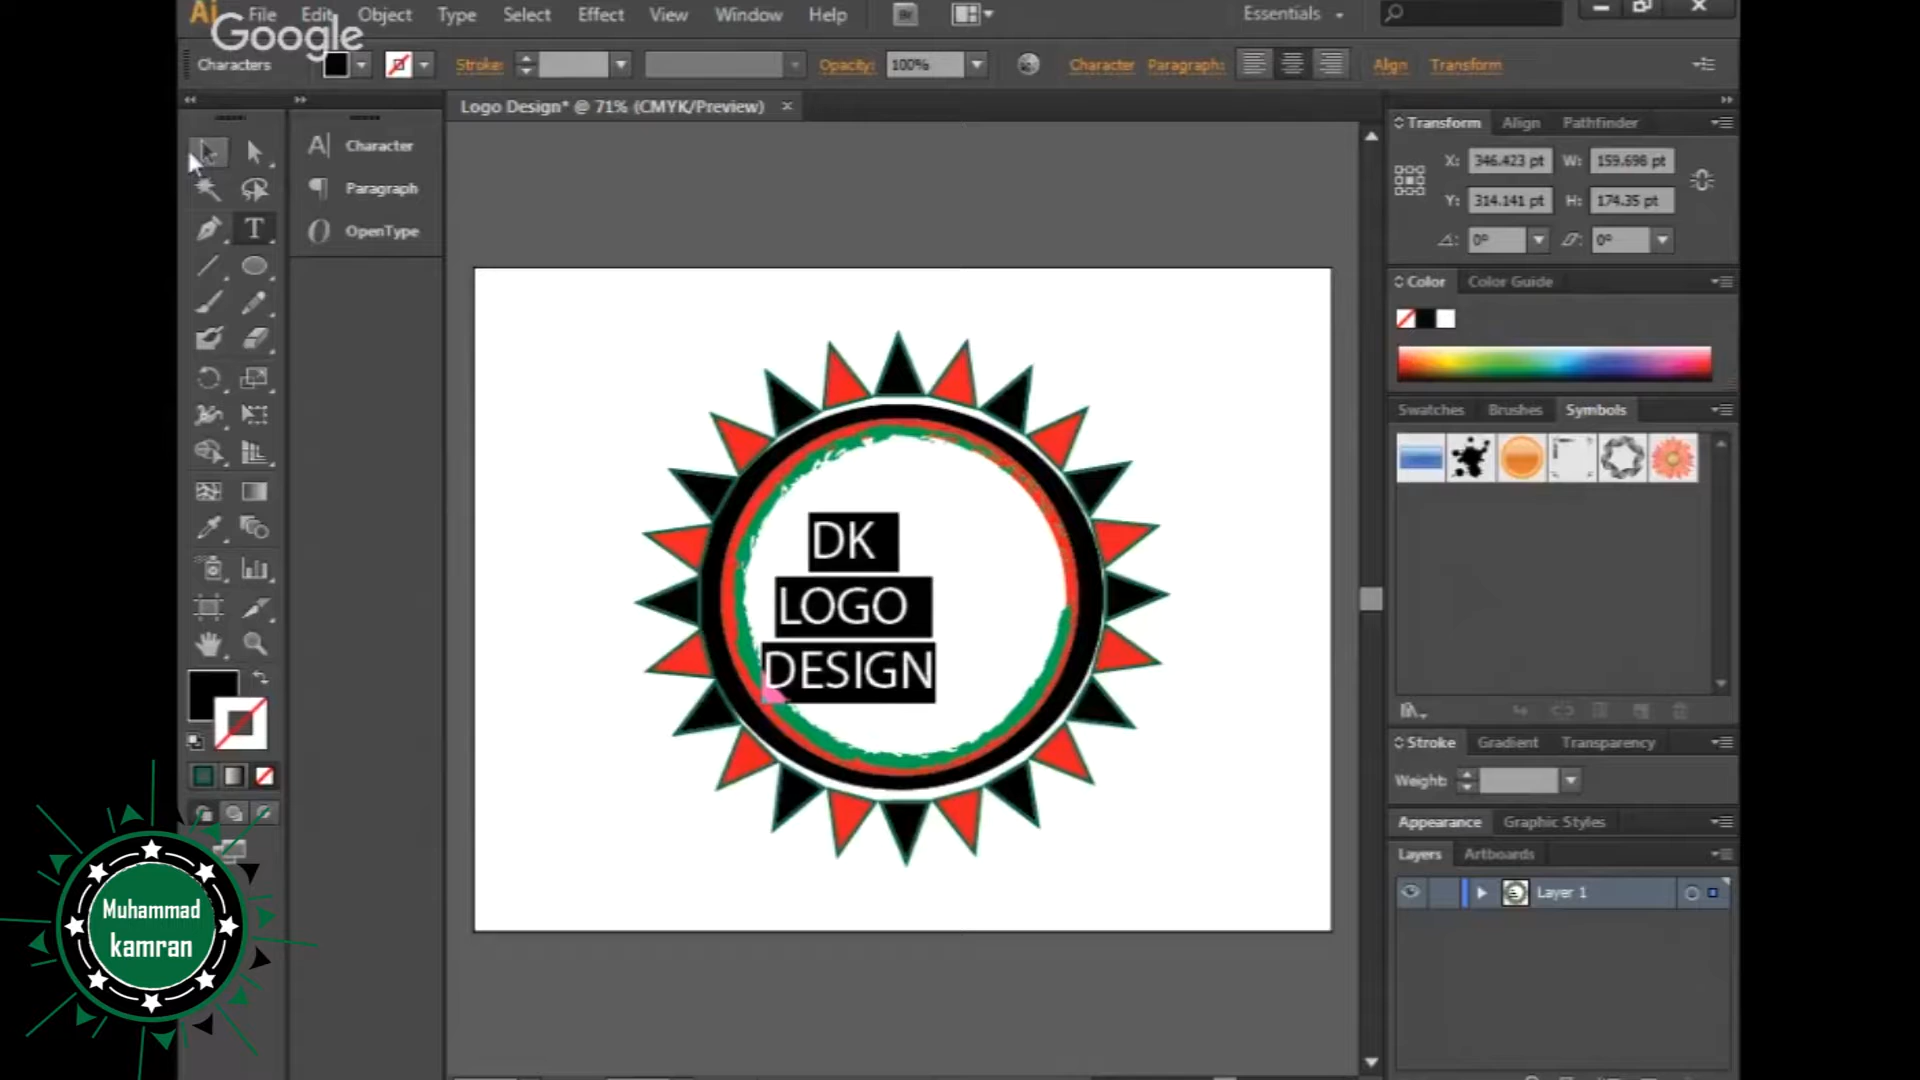 Ai File Edit Object Type Select Effect View Window Help Br Essentials
Google
Characters Stroke: Opacity: 100% Character Paragraph: Align Transform
Logo Design* @ 71% (CMYK/Preview)
Character
Paragraph
OpenType
Transform Align Pathfinder
X: 346.423 pt W: 159.698 pt
Y: 314.141 pt H: 174.35 pt
0° 0°
Color Color Guide
Swatches Brushes Symbols
DK
LOGO
DESIGN
Stroke Gradient Transparency
Weight:
Appearance Graphic Styles
Layers Artboards
Layer 1
Muhammad
kamran